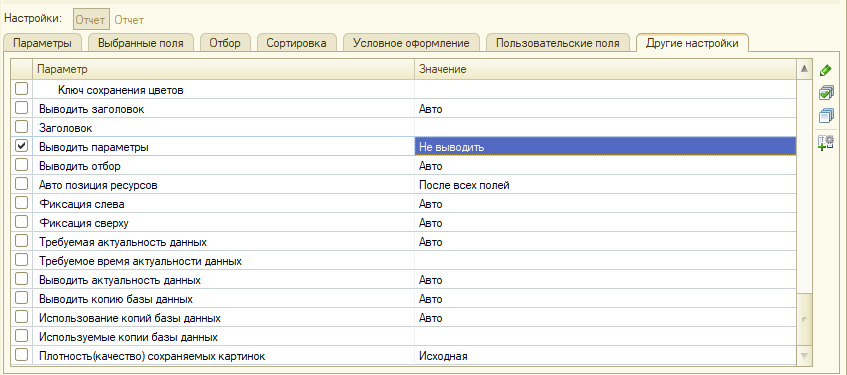 Настройки: Отчет Отчет
Параметры Выбранные поля Отбор Сортировка Условное оформление Пользовательские поля Другие настройки
Параметр Значение
Ключ сохранения цветов
Выводить заголовок Авто
Заголовок
Выводить параметры Не выводить
Выводить отбор Авто
Авто позиция ресурсов После всех полей
Фиксация слева Авто
Фиксация сверху Авто
Требуемая актуальность данных Авто
Требуемое время актуальности данных
Выводить актуальность данных Авто
Выводить копию базы данных Авто
Использование копий базы данных Авто
Используемые копии базы данных
Плотность(качество) сохраняемых картинок Исходная